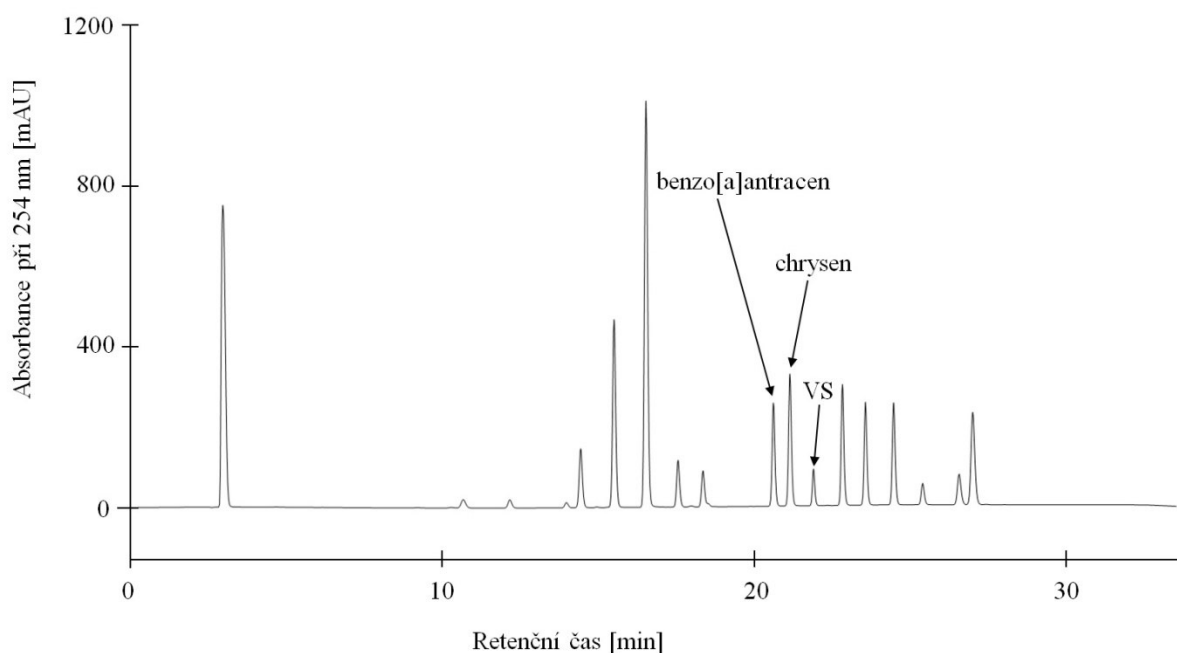 1200
800
400
0
Absorbance při 254 nm [mAU]
benzo[a]antracen
chrysen
VS
0
10
20
30
Retenční čas [min]